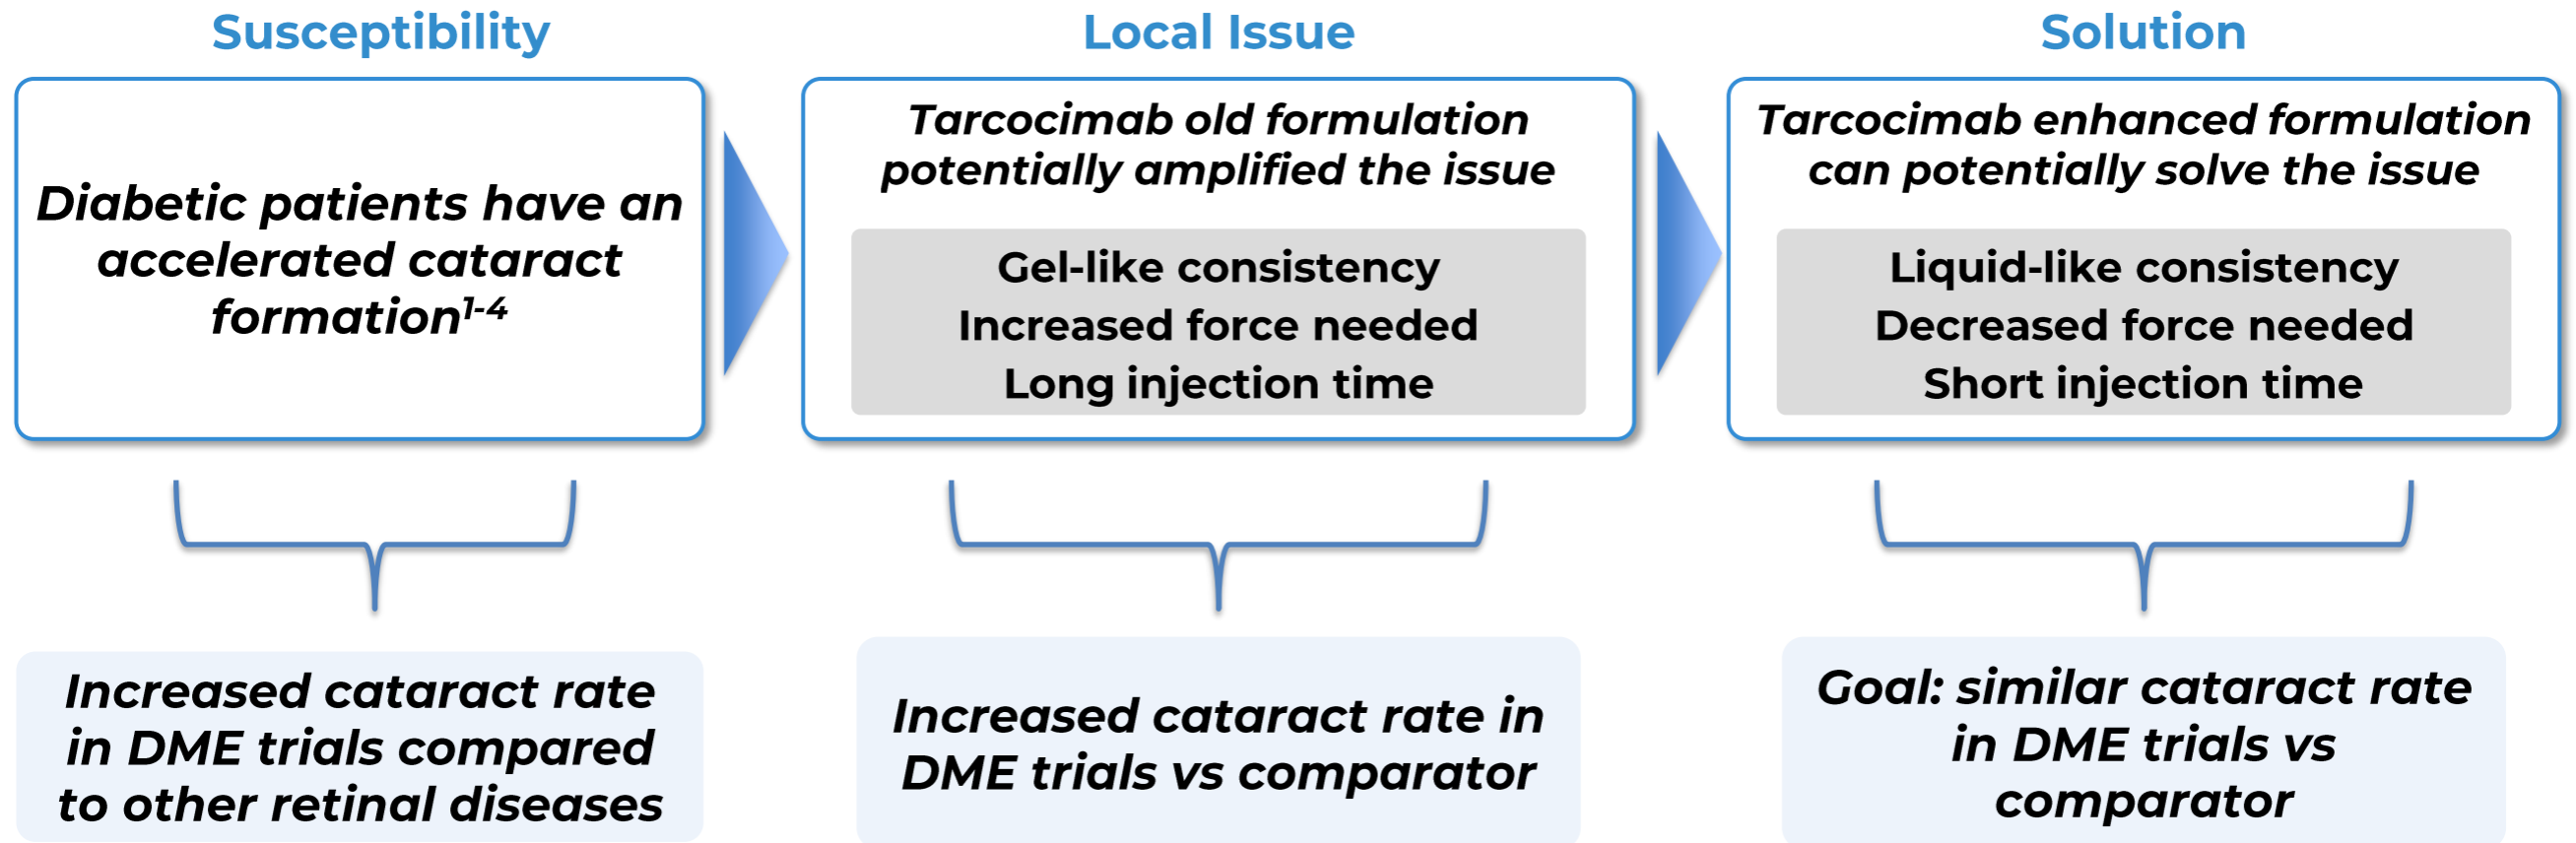 Susceptibility
Diabetic patients have an
accelerated cataract
formation¹⁻⁴
Increased cataract rate
in DME trials compared
to other retinal diseases
Local Issue
Tarcocimab old formulation
potentially amplified the issue
Gel-like consistency
Increased force needed
Long injection time
Increased cataract rate in
DME trials vs comparator
Solution
Tarcocimab enhanced formulation
can potentially solve the issue
Liquid-like consistency
Decreased force needed
Short injection time
Goal: similar cataract rate
in DME trials vs
comparator